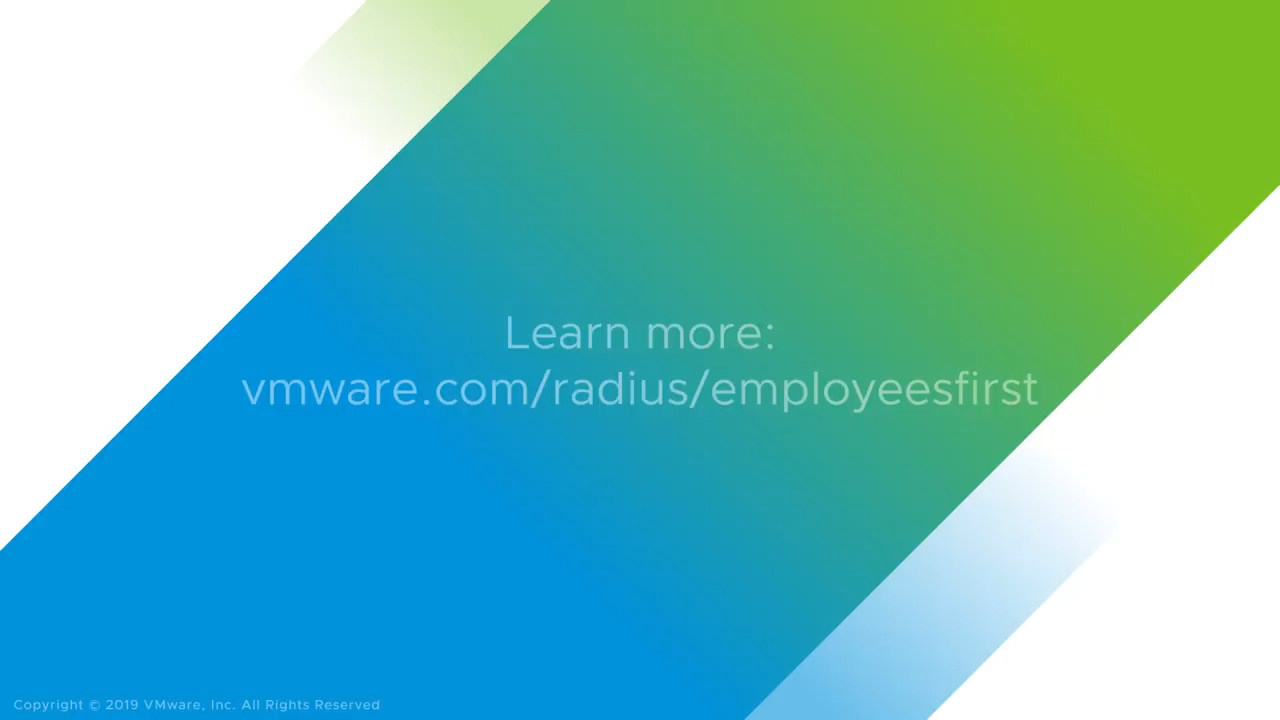 Learn more:
vmware.com/radius/employeesfirst
Copyright © 2019 VMware, Inc. All Rights Reserved